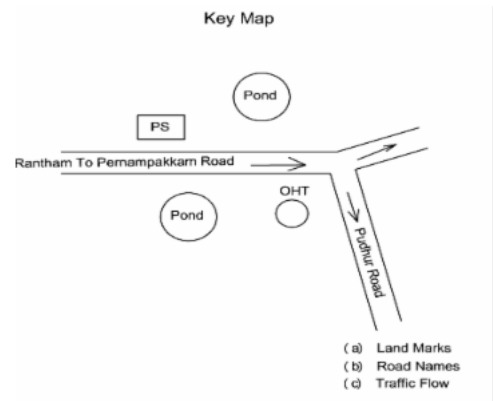 Key Map
Pond
PS
Rantham To Pernampakkam Road
OHT
Pond
Pudhur Road
(a) Land Marks
(b) Road Names
(c) Traffic Flow